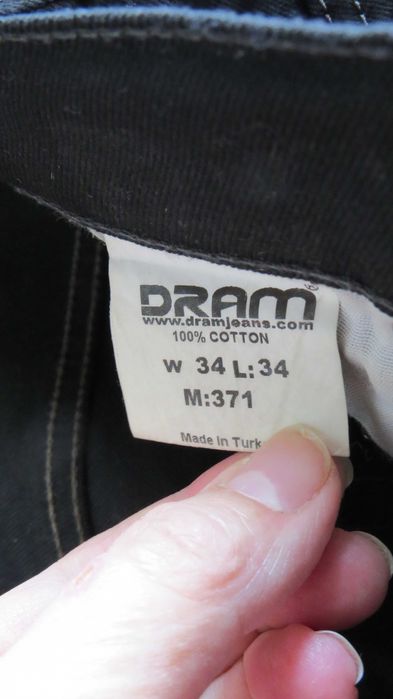 DRAM
www.dramjeans.com
100% COTTON
W 34 L:34
M:371
Made in Turk